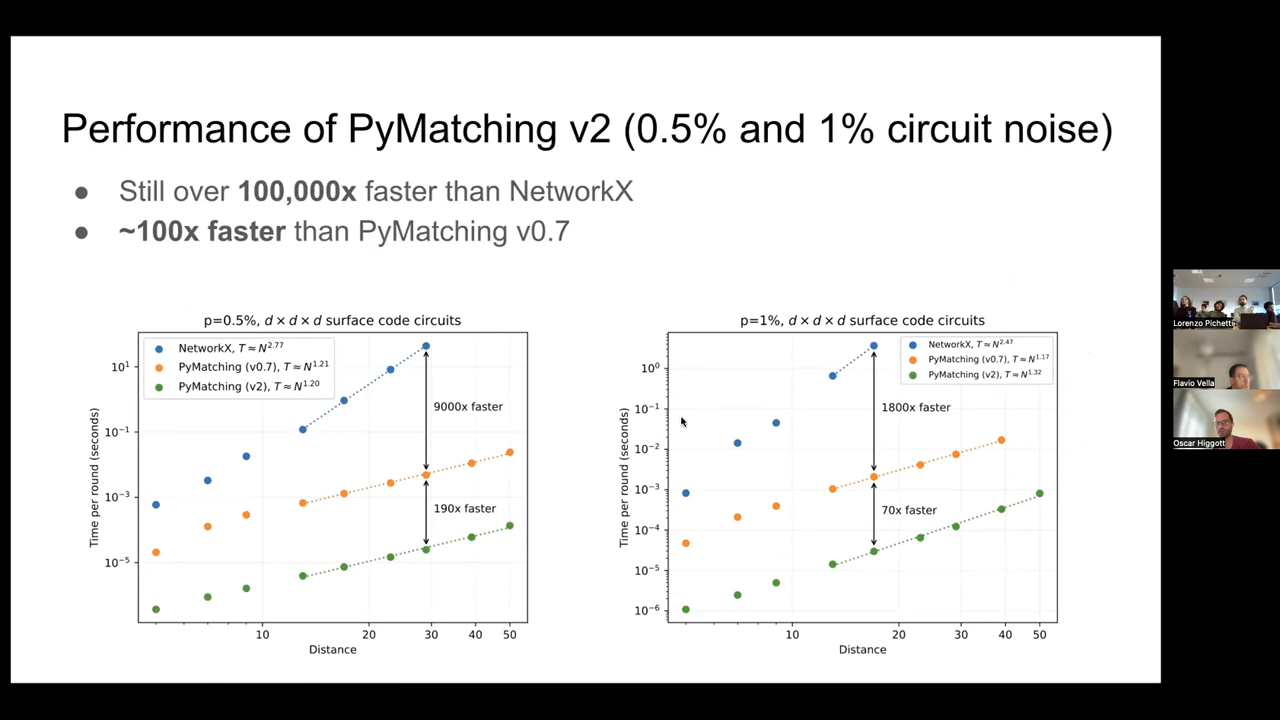 Performance of PyMatching v2 (0.5% and 1% circuit noise)
● Still over 100,000x faster than NetworkX
● ~100x faster than PyMatching v0.7
p=0.5%, d × d × d surface code circuits
NetworkX, T ≈ N^2.77
PyMatching (v0.7), T ≈ N^1.21
PyMatching (v2), T ≈ N^1.20
9000x faster
190x faster
Time per round (seconds)
10^1
10^−1
10^−3
10^−5
10 20 30 40 50
Distance
p=1%, d × d × d surface code circuits
NetworkX, T ≈ N^2.47
PyMatching (v0.7), T ≈ N^1.17
PyMatching (v2), T ≈ N^1.32
1800x faster
70x faster
Time per round (seconds)
10^0
10^−1
10^−2
10^−3
10^−4
10^−5
10^−6
10 20 30 40 50
Distance
Lorenzo Pichetti
Flavio Vella
Oscar Higgott